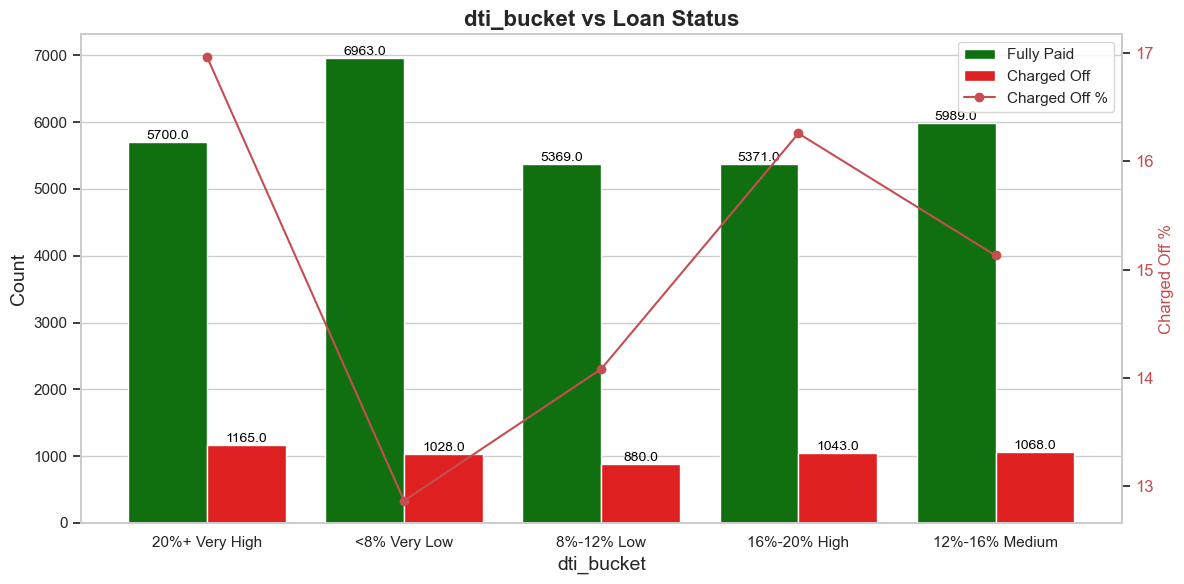 dti_bucket vs Loan Status
Fully Paid
Charged Off
Charged Off %
7000
6000
5000
4000
3000
2000
1000
0
Count
5700.0
1165.0
6963.0
1028.0
5369.0
880.0
5371.0
1043.0
5989.0
1068.0
17
16
15
14
13
Charged Off %
20%+ Very High
<8% Very Low
8%-12% Low
16%-20% High
12%-16% Medium
dti_bucket